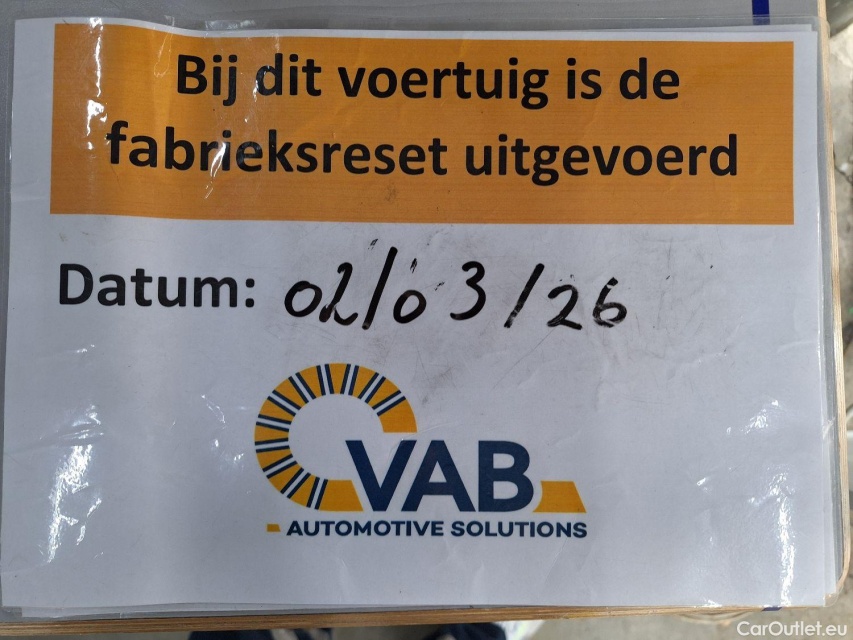 Bij dit voertuig is de
fabrieksreset uitgevoerd
Datum: 02/03/26
VAB
AUTOMOTIVE SOLUTIONS
CarOutlet.eu